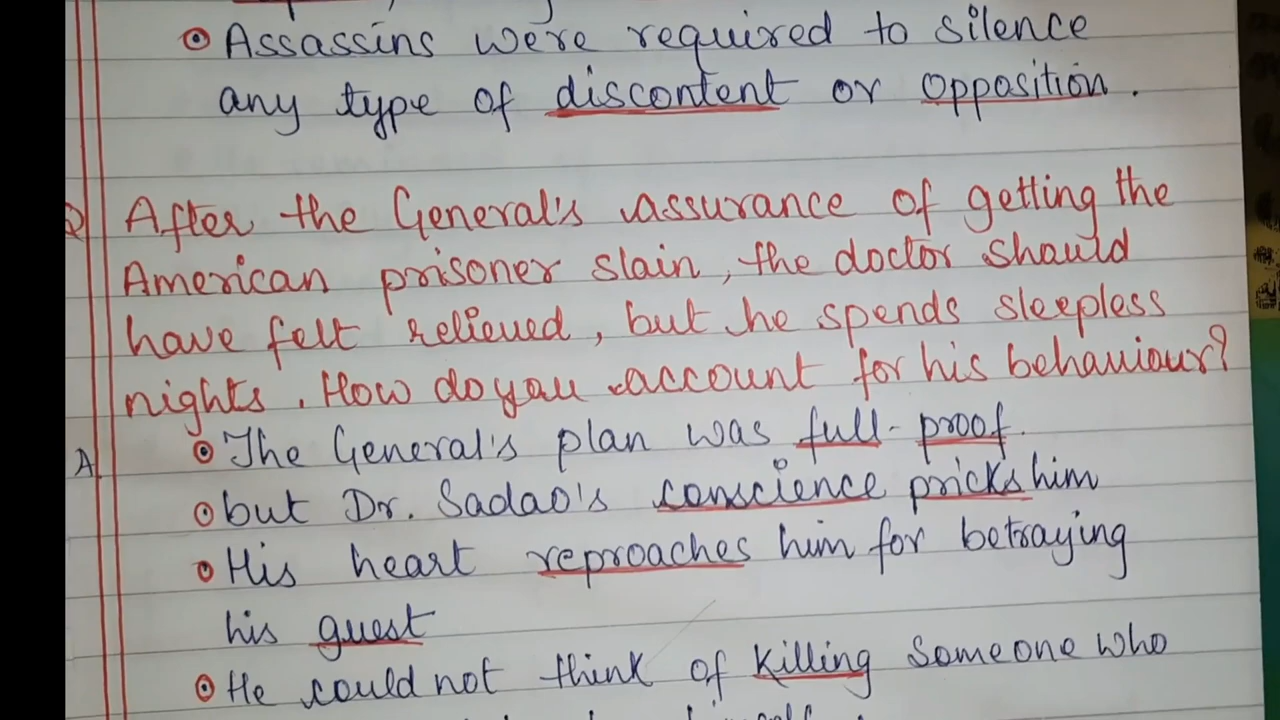 Assassins were required to silence
any type of discontent or opposition.
Q) After the General's assurance of getting the
American prisoner slain, the doctor should
have felt relieved, but he spends sleepless
nights. How do you account for his behaviour?
A. The General's plan was full-proof.
but Dr. Sadao's conscience pricks him
His heart reproaches him for betraying
his guest
He could not think of killing someone who